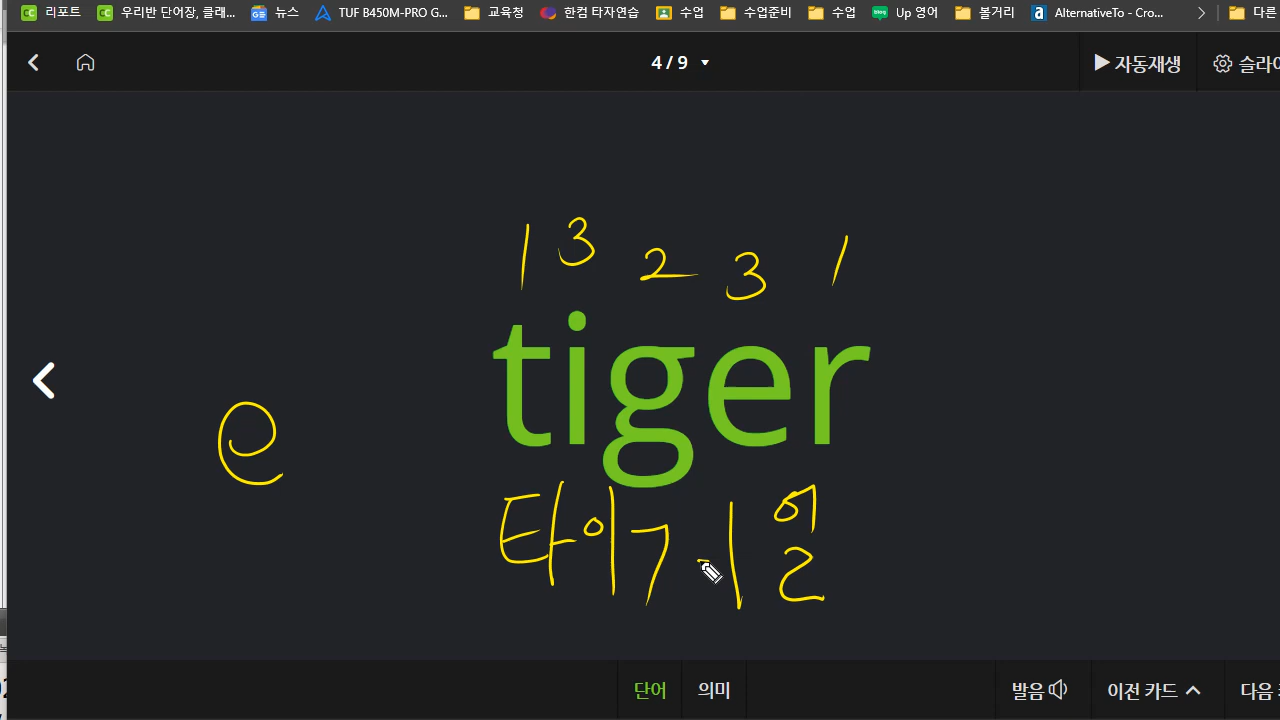 리포트 우리반 단어장, 클래... 뉴스 TUF B450M-PRO G... 교육청 한컴 타자연습 수업 수업준비 수업 Up 영어 볼거리 AlternativeTo - Cro... 다른
4 / 9 자동재생 슬라이
1 3 2 3 1
tiger
e
타이거
단어 의미 발음 이전 카드 다음